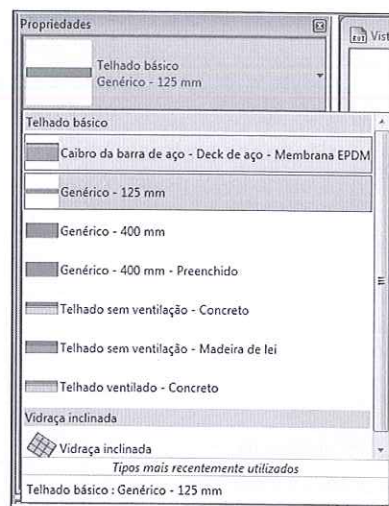 Propriedades
Vist
Telhado básico
Genérico - 125 mm
Telhado básico
Caibro da barra de aço - Deck de aço - Membrana EPDM
Genérico - 125 mm
Genérico - 400 mm
Genérico - 400 mm - Preenchido
Telhado sem ventilação - Concreto
Telhado sem ventilação - Madeira de lei
Telhado ventilado - Concreto
Vidraça inclinada
Vidraça inclinada
Tipos mais recentemente utilizados
Telhado básico : Genérico - 125 mm